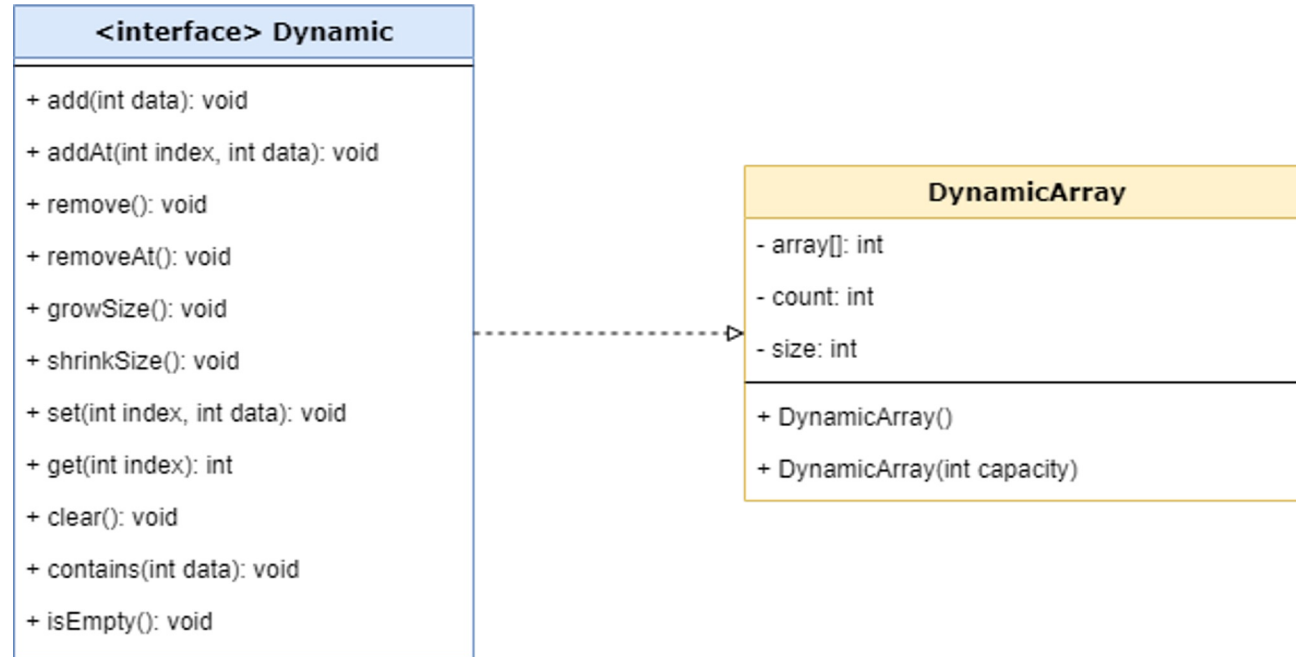 <interface> Dynamic
+ add(int data): void
+ addAt(int index, int data): void
+ remove(): void
+ removeAt(): void
+ growSize(): void
+ shrinkSize(): void
+ set(int index, int data): void
+ get(int index): int
+ clear(): void
+ contains(int data): void
+ isEmpty(): void
DynamicArray
- array[]: int
- count: int
- size: int
+ DynamicArray()
+ DynamicArray(int capacity)